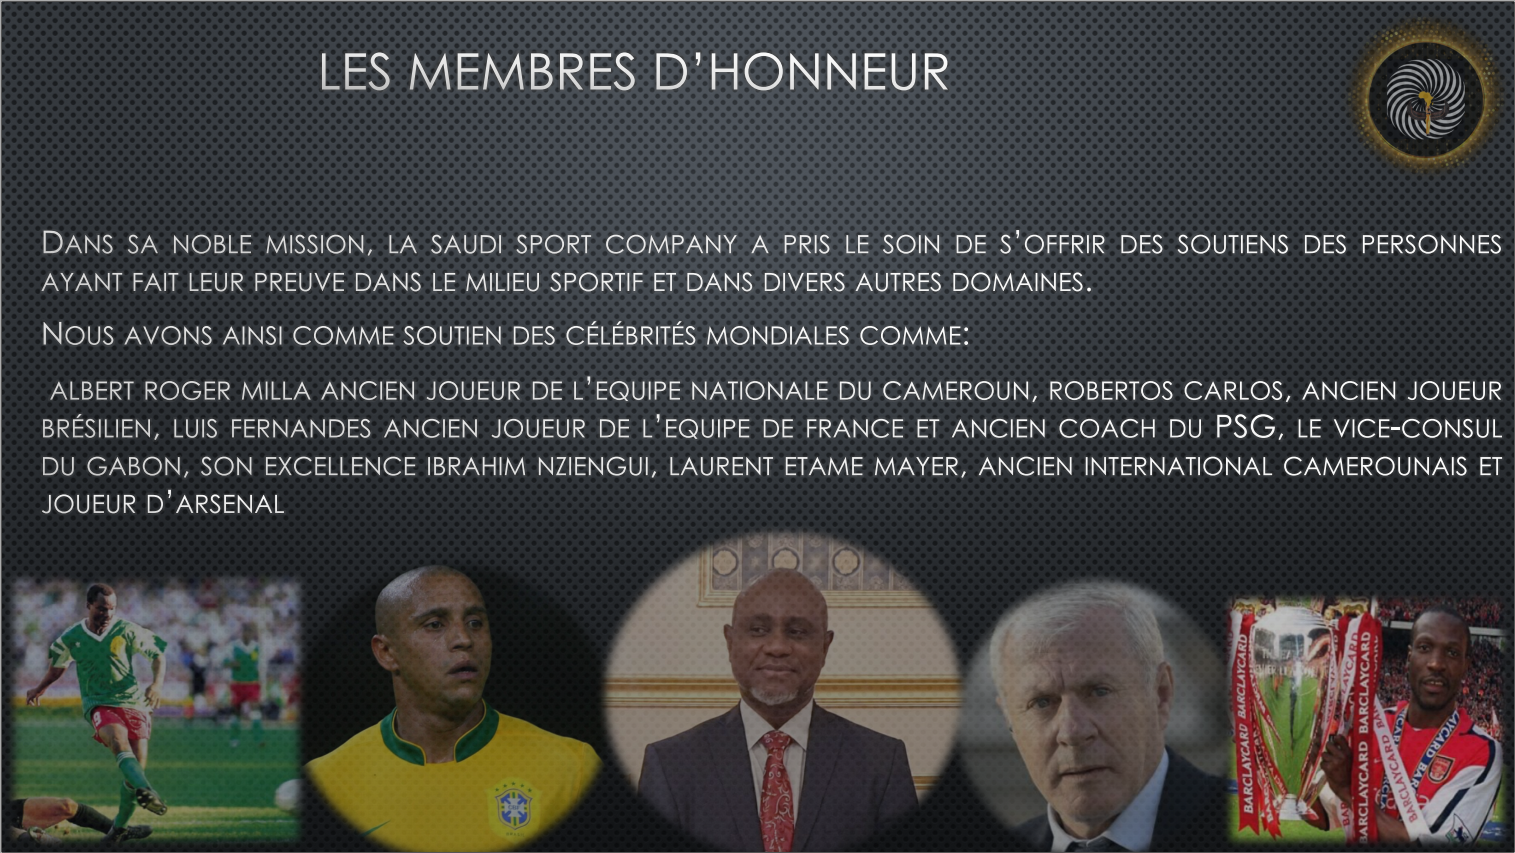 LES MEMBRES D’HONNEUR
DANS SA NOBLE MISSION, LA SAUDI SPORT COMPANY A PRIS LE SOIN DE S’OFFRIR DES SOUTIENS DES PERSONNES
AYANT FAIT LEUR PREUVE DANS LE MILIEU SPORTIF ET DANS DIVERS AUTRES DOMAINES.
NOUS AVONS AINSI COMME SOUTIEN DES CÉLÉBRITÉS MONDIALES COMME:
ALBERT ROGER MILLA ANCIEN JOUEUR DE L’EQUIPE NATIONALE DU CAMEROUN, ROBERTOS CARLOS, ANCIEN JOUEUR
BRÉSILIEN, LUIS FERNANDES ANCIEN JOUEUR DE L’EQUIPE DE FRANCE ET ANCIEN COACH DU PSG, LE VICE-CONSUL
DU GABON, SON EXCELLENCE IBRAHIM NZIENGUI, LAURENT ETAME MAYER, ANCIEN INTERNATIONAL CAMEROUNAIS ET
JOUEUR D’ARSENAL
BARCLAYCARD
BARCLAYCARD
BARCLAYCARD
BARCLAYCARD